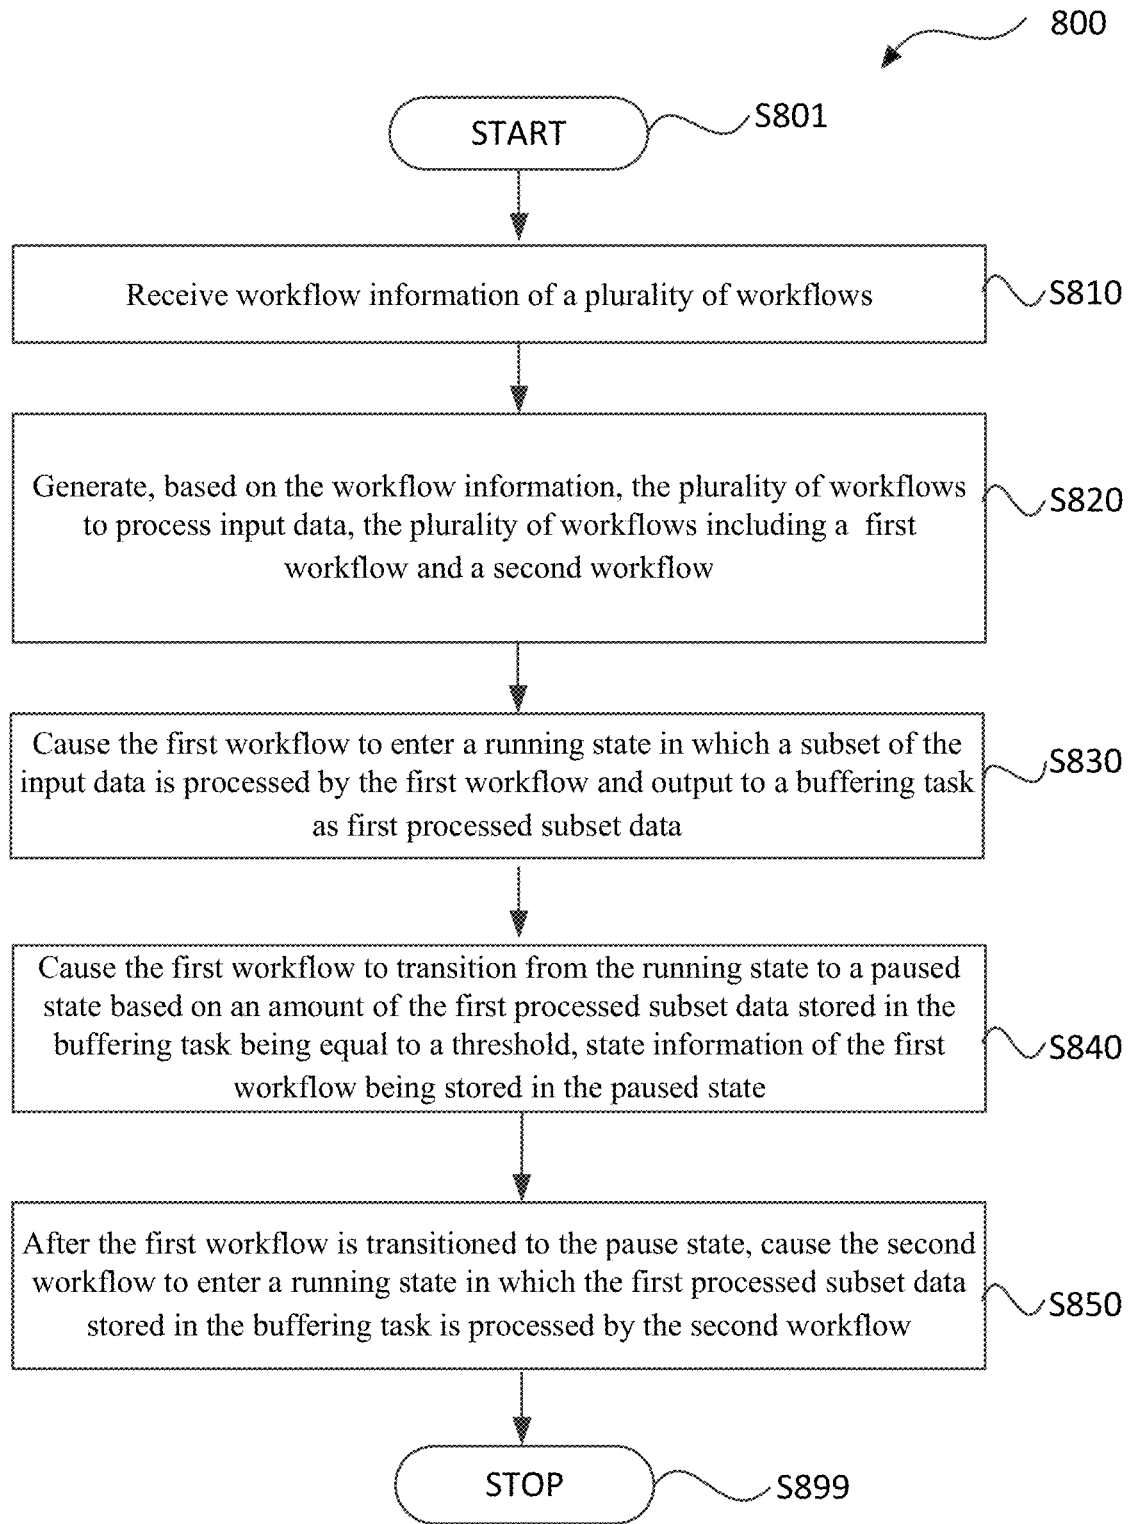 800
START
S801
Receive workflow information of a plurality of workflows
S810
Generate, based on the workflow information, the plurality of workflows
to process input data, the plurality of workflows including a first
workflow and a second workflow
S820
Cause the first workflow to enter a running state in which a subset of the
input data is processed by the first workflow and output to a buffering task
as first processed subset data
S830
Cause the first workflow to transition from the running state to a paused
state based on an amount of the first processed subset data stored in the
buffering task being equal to a threshold, state information of the first
workflow being stored in the paused state
S840
After the first workflow is transitioned to the pause state, cause the second
workflow to enter a running state in which the first processed subset data
stored in the buffering task is processed by the second workflow
S850
STOP
S899